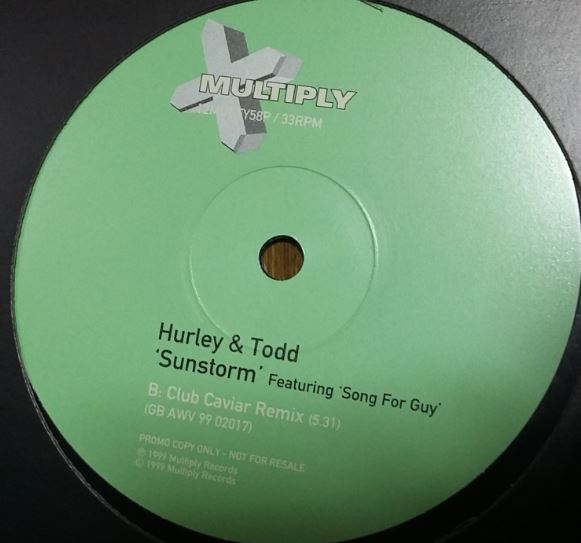 MULTIPLY
Y58P / 33RPM
Hurley & Todd
'Sunstorm' Featuring 'Song For Guy'
B: Club Caviar Remix (5.31)
(GB AWV 99 02017)
PROMO COPY ONLY - NOT FOR RESALE
℗ 1999 Multiply Records
© 1999 Multiply Records